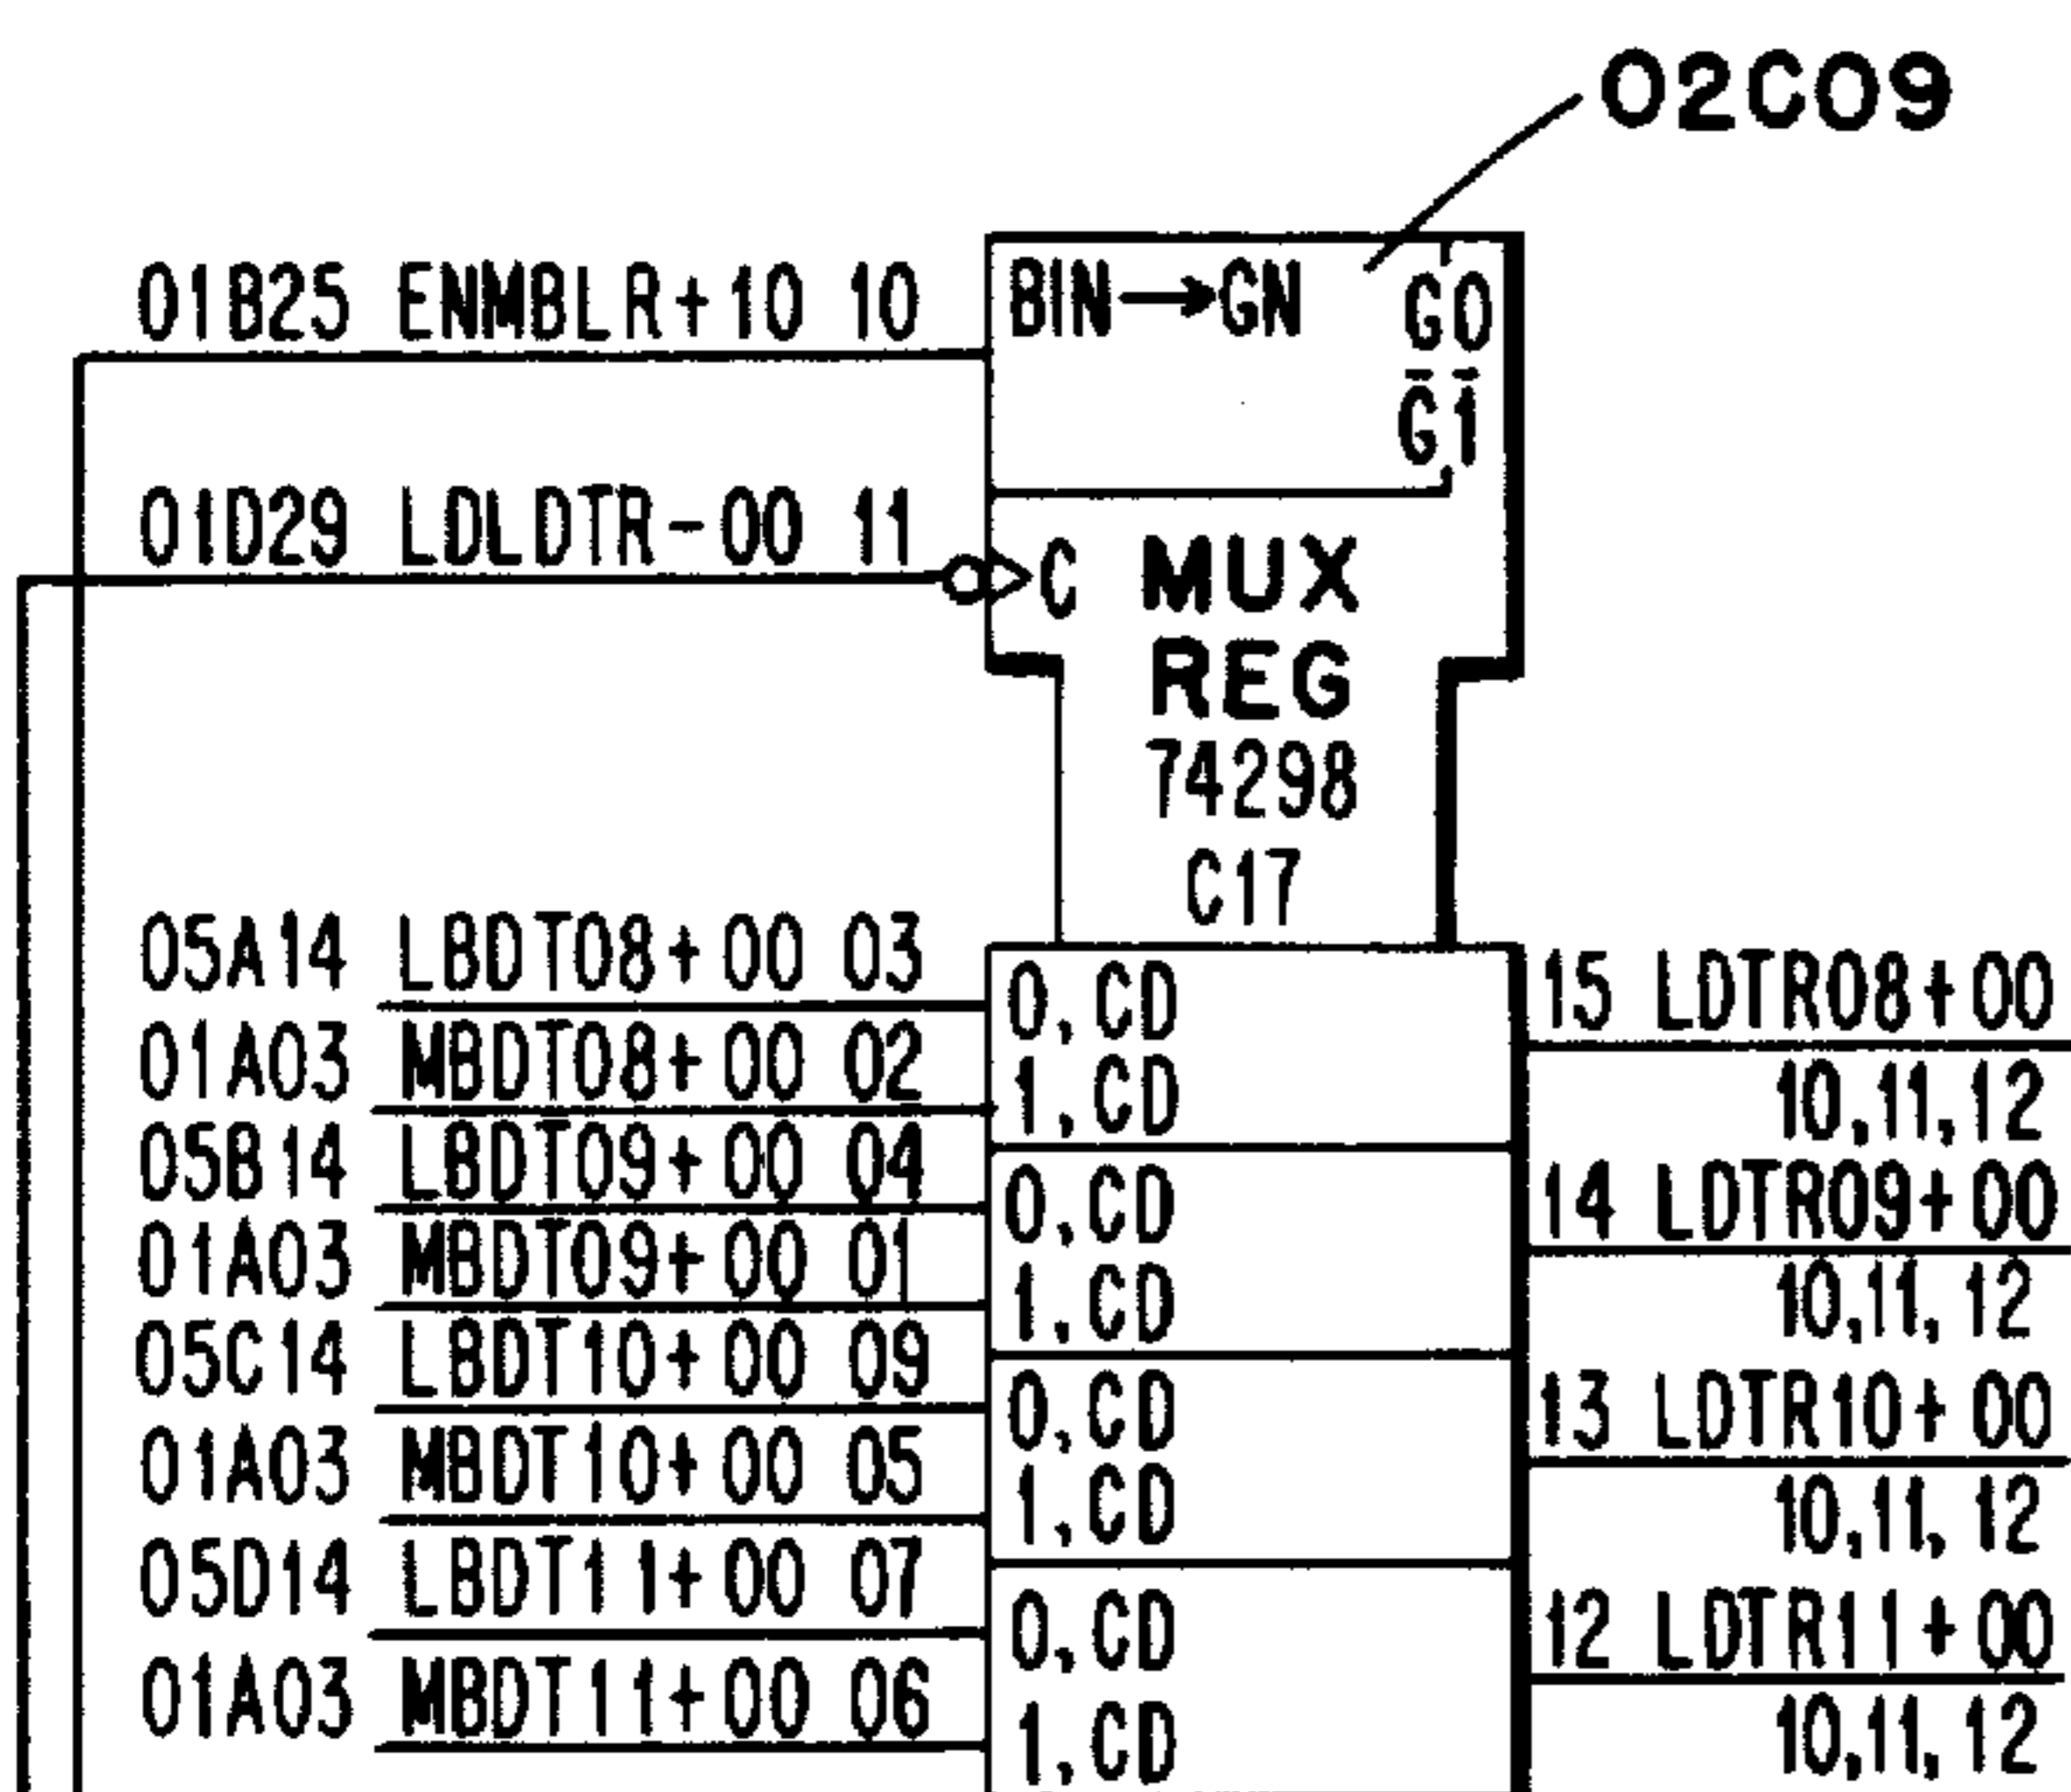 02C09
01B25 ENMBLR+10 10
BIN→GN G0
G1
01D29 LDLDTR-00 11
C MUX
REG
74298
C17
05A14 LBDT08+00 03
0,CD
15 LDTR08+00
01A03 MBDT08+00 02
1,CD
10,11,12
05B14 LBDT09+00 04
0,CD
14 LDTR09+00
01A03 MBDT09+00 01
1,CD
10,11,12
05C14 LBDT10+00 09
0,CD
13 LDTR10+00
01A03 MBDT10+00 05
1,CD
10,11,12
05D14 LBDT11+00 07
0,CD
12 LDTR11+00
01A03 MBDT11+00 06
1,CD
10,11,12